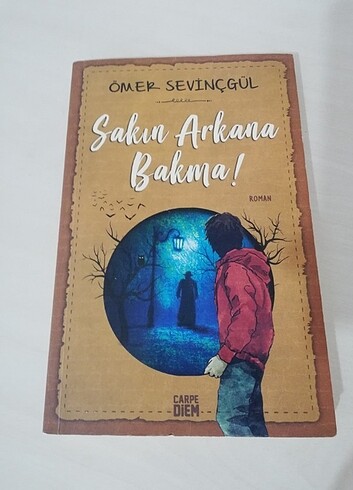 ÖMER SEVİNÇGÜL
Sakın Arkana
Bakma!
ROMAN
CARPE
DIEM